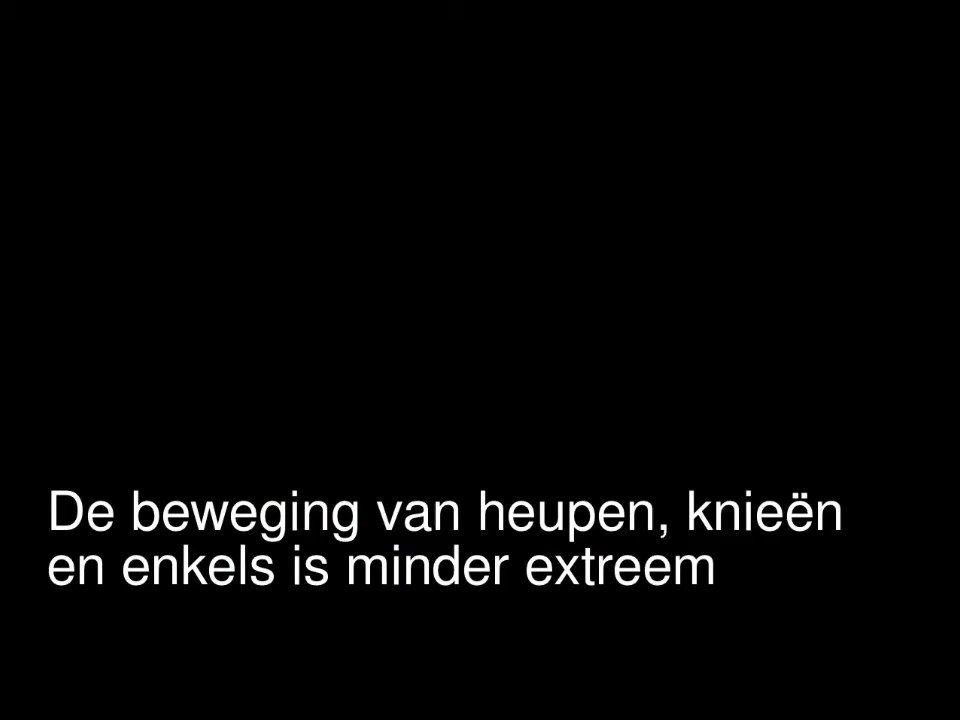 De beweging van heupen, knieën
en enkels is minder extreem